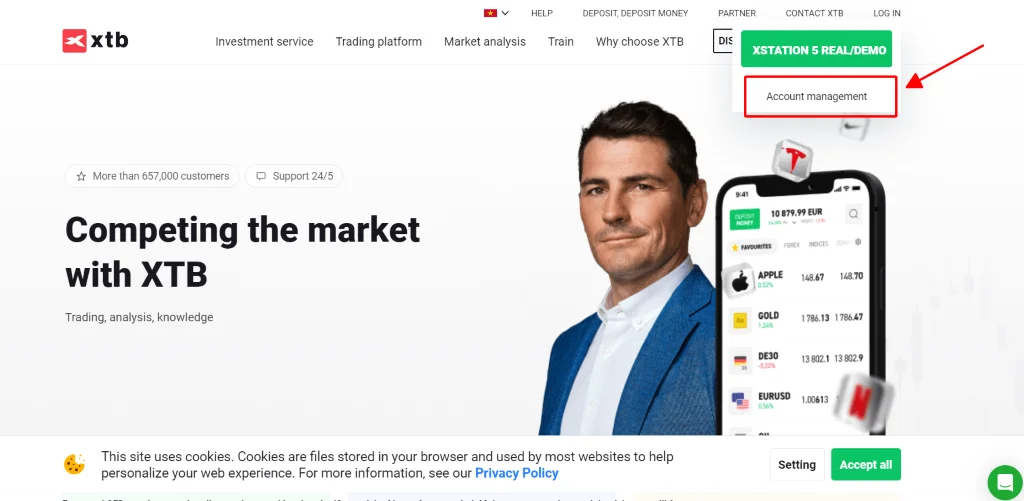 HELP
DEPOSIT, DEPOSIT MONEY
PARTNER
CONTACT XTB
LOG IN
xtb
Investment service
Trading platform
Market analysis
Train
Why choose XTB
DIS
XSTATION 5 REAL/DEMO
Account management
More than 657,000 customers
Support 24/5
Competing the market
with XTB
Trading, analysis, knowledge
9:41
DEPOSIT
MONEY
10 879.99 EUR
FAVOURITES
FOREX
INDICES
APPLE
0.52%
148.67
148.70
GOLD
1.24%
1 786.13
1 786.47
DE30
-3,22%
13 802.1
13 802.9
EURUSD
0.56%
1.00613
OIL
This site uses cookies. Cookies are files stored in your browser and used by most websites to help
personalize your web experience. For more information, see our Privacy Policy
Setting
Accept all